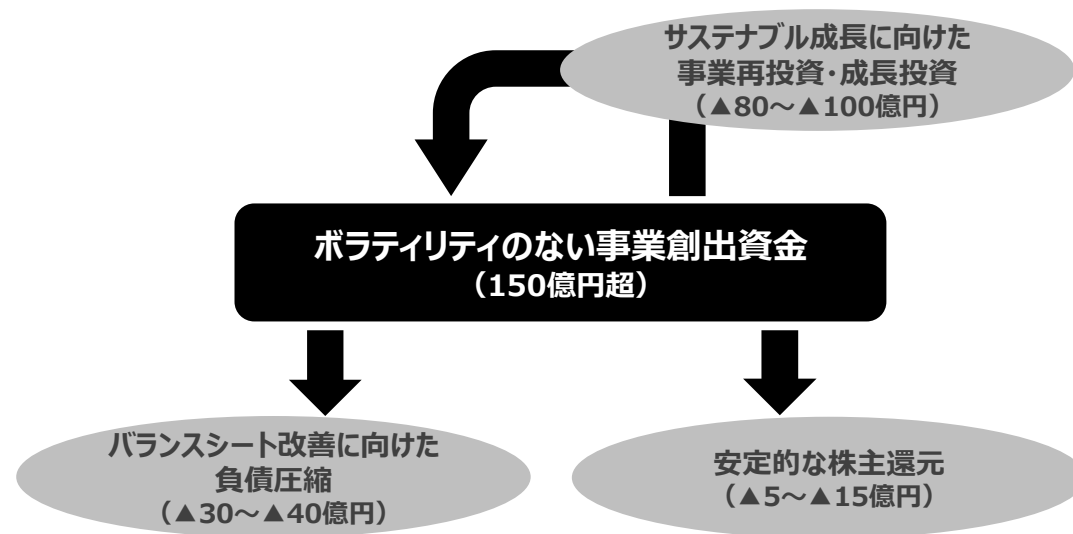 サステナブル成長に向けた
事業再投資・成長投資
（▲80～▲100億円）
ボラティリティのない事業創出資金
（150億円超）
バランスシート改善に向けた
負債圧縮
（▲30～▲40億円）
安定的な株主還元
（▲5～▲15億円）